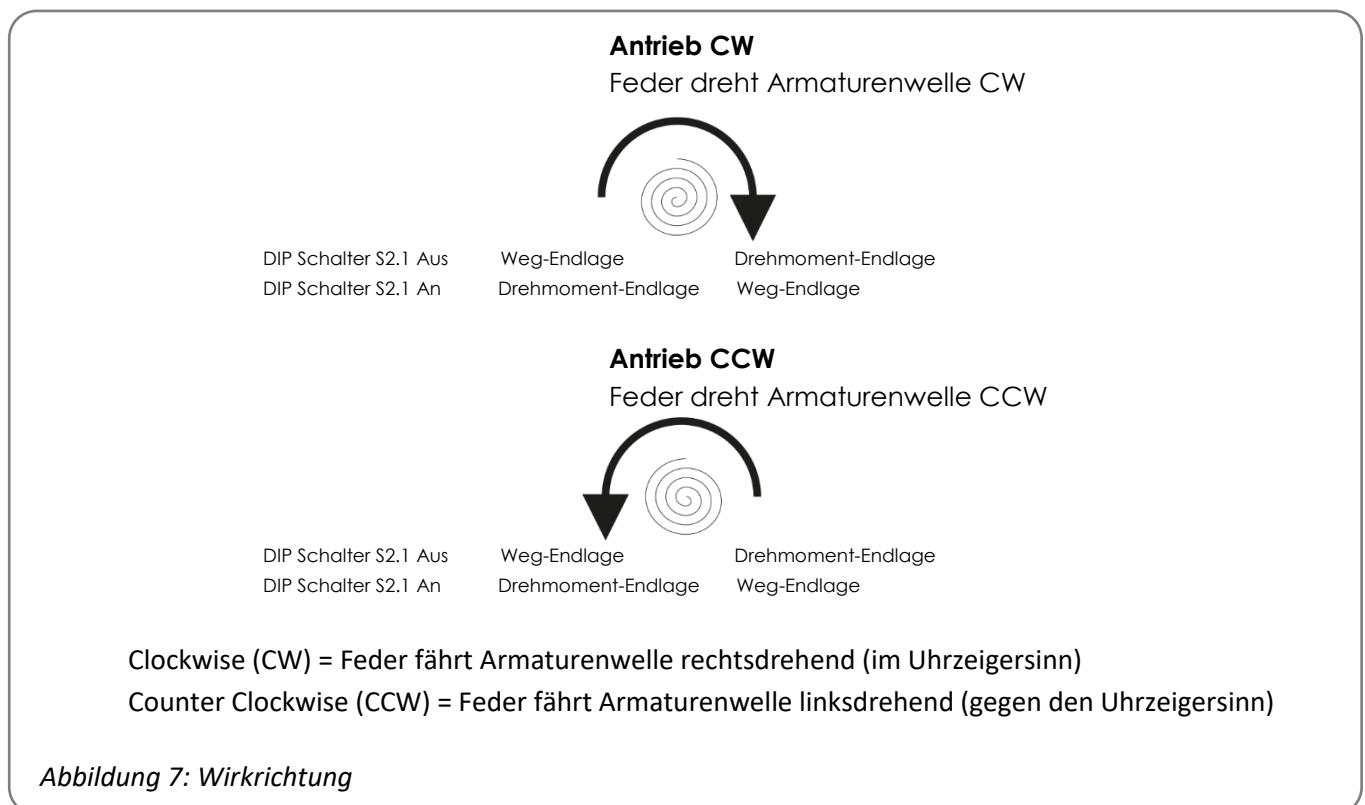 Antrieb CW
Feder dreht Armaturenwelle CW
DIP Schalter S2.1 Aus Weg-Endlage Drehmoment-Endlage
DIP Schalter S2.1 An Drehmoment-Endlage Weg-Endlage
Antrieb CCW
Feder dreht Armaturenwelle CCW
DIP Schalter S2.1 Aus Weg-Endlage Drehmoment-Endlage
DIP Schalter S2.1 An Drehmoment-Endlage Weg-Endlage
Clockwise (CW) = Feder fährt Armaturenwelle rechtsdrehend (im Uhrzeigersinn)
Counter Clockwise (CCW) = Feder fährt Armaturenwelle linksdrehend (gegen den Uhrzeigersinn)
Abbildung 7: Wirkrichtung